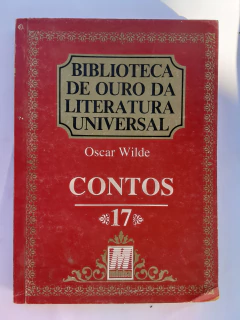 BIBLIOTECA
DE OURO DA
LITERATURA
UNIVERSAL
Oscar Wilde
CONTOS
17